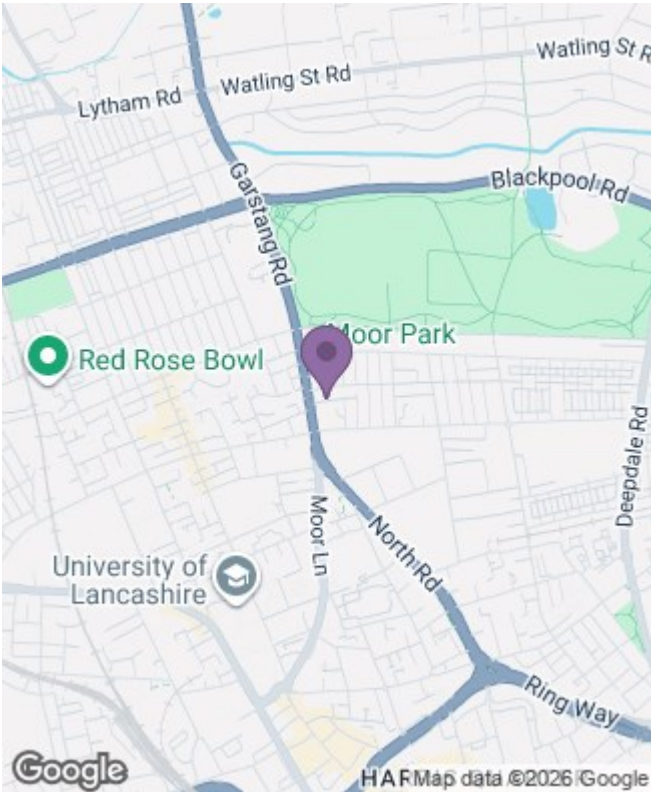 Watling St R
Watling St Rd
Lytham Rd
Blackpool Rd
Garstang Rd
Moor Park
Red Rose Bowl
Deepdale Rd
Moor Ln
North Rd
University of
Lancashire
Ring Way
Google
HAR
Map data ©2026 Google